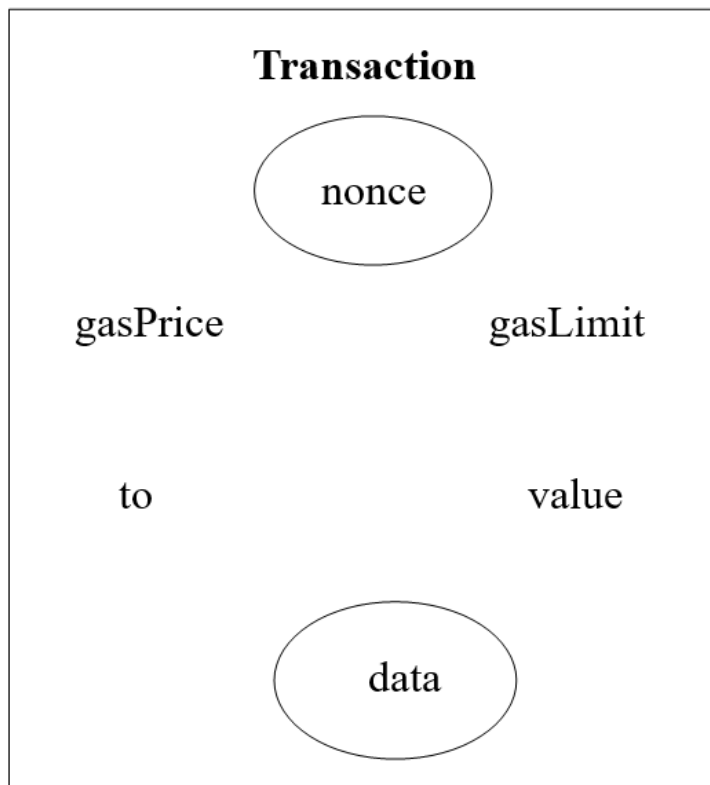 Transaction
nonce
gasPrice gasLimit
to value
data